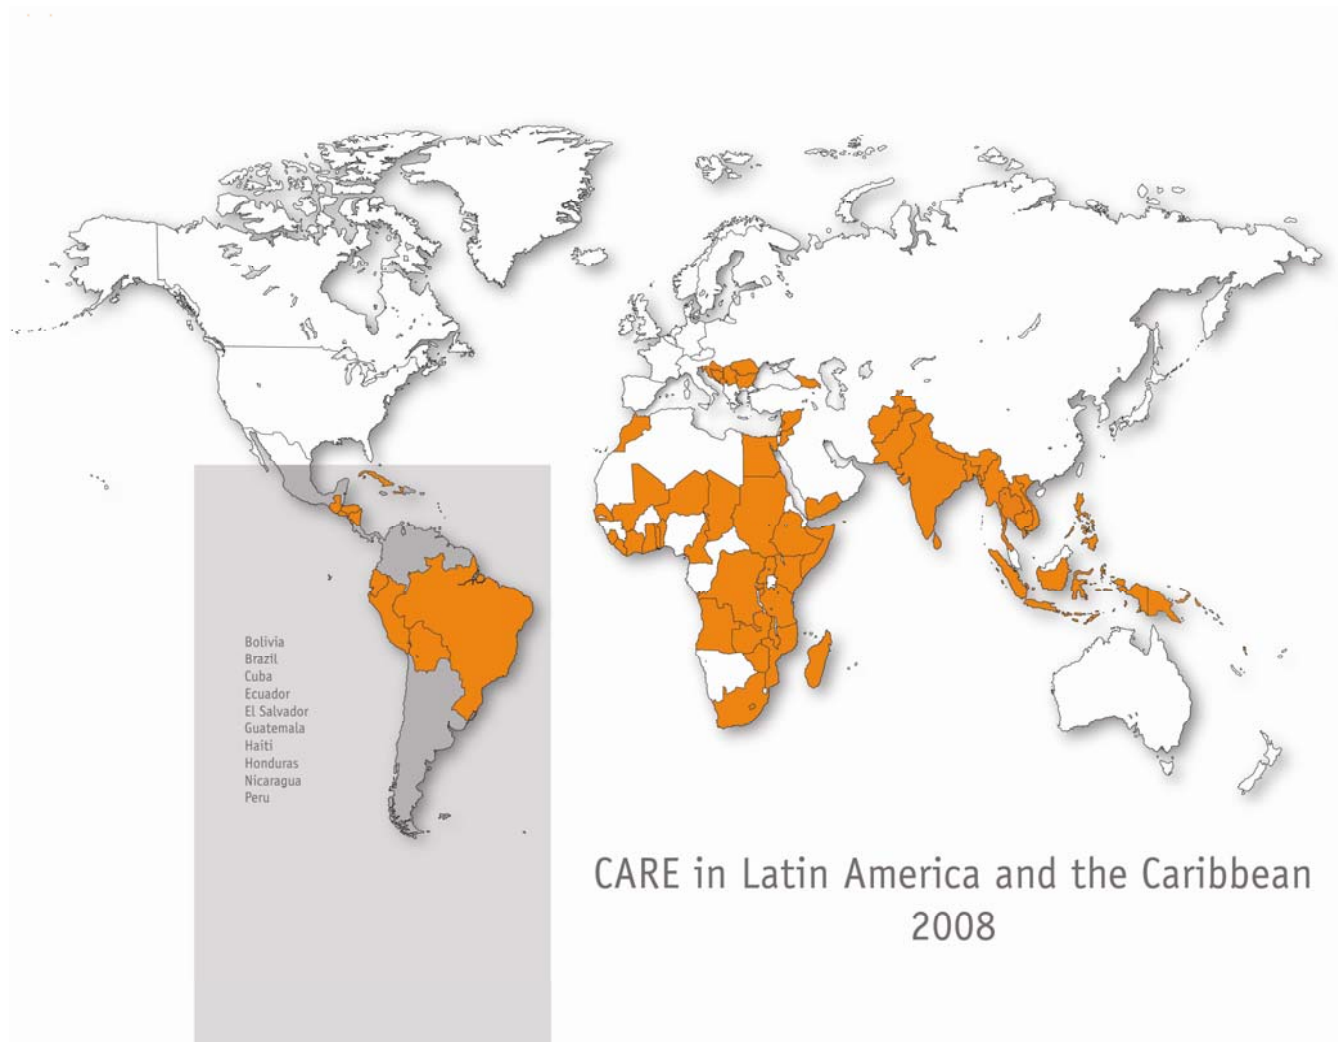 Bolivia
Brazil
Cuba
Ecuador
El Salvador
Guatemala
Haiti
Honduras
Nicaragua
Peru
CARE in Latin America and the Caribbean
2008